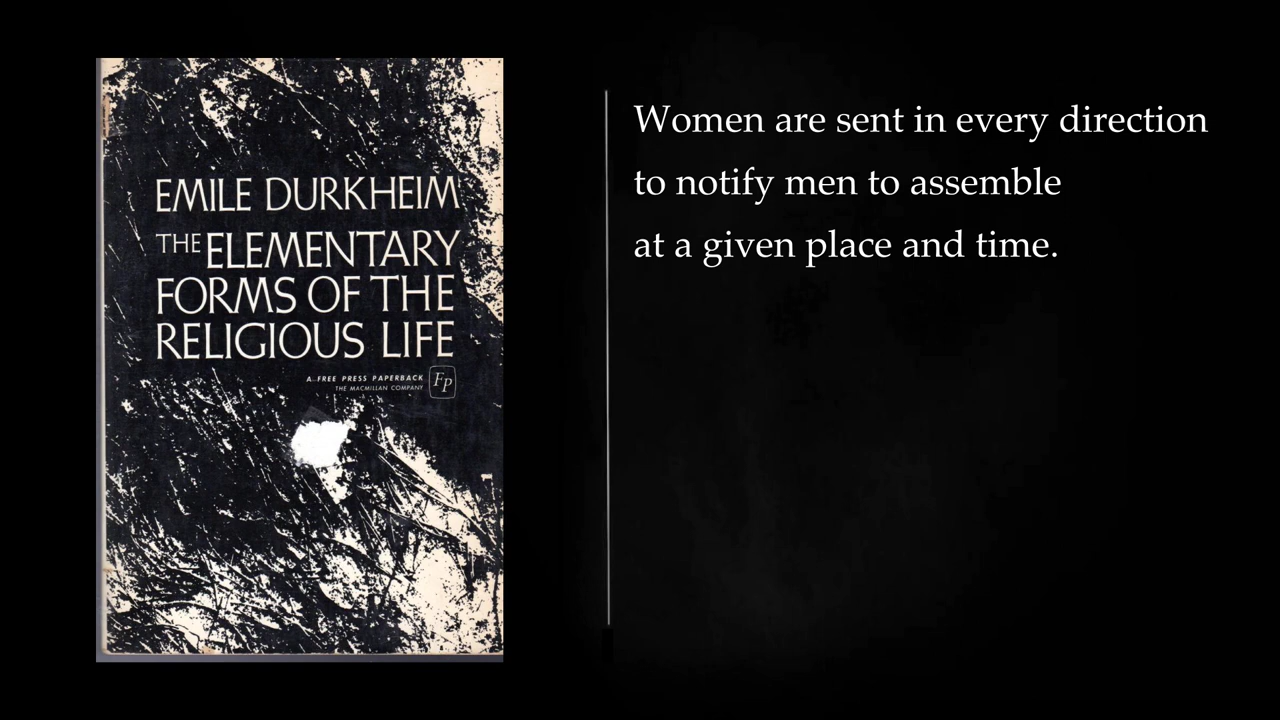 EMILE DURKHEIM
THE ELEMENTARY
FORMS OF THE
RELIGIOUS LIFE
A FREE PRESS PAPERBACK
THE MACMILLAN COMPANY
FP
Women are sent in every direction
to notify men to assemble
at a given place and time.